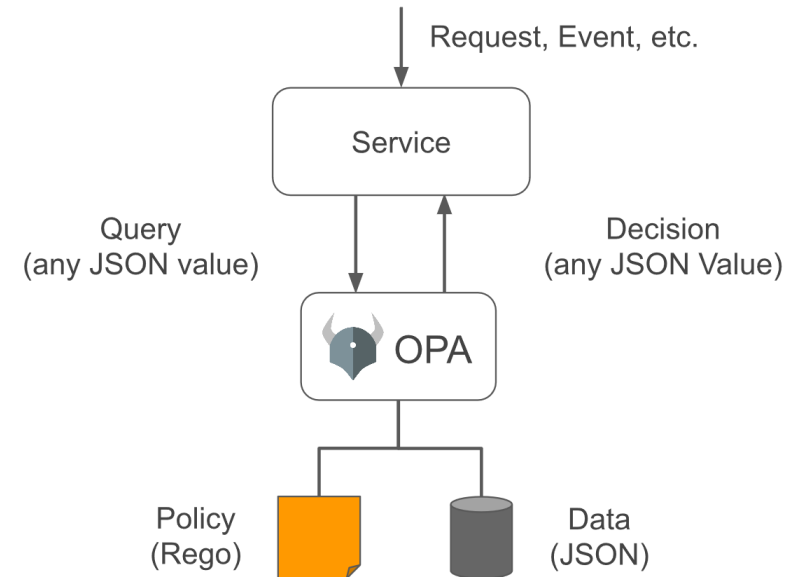 Request, Event, etc.
Service
Query
(any JSON value)
Decision
(any JSON Value)
OPA
Policy
(Rego)
Data
(JSON)